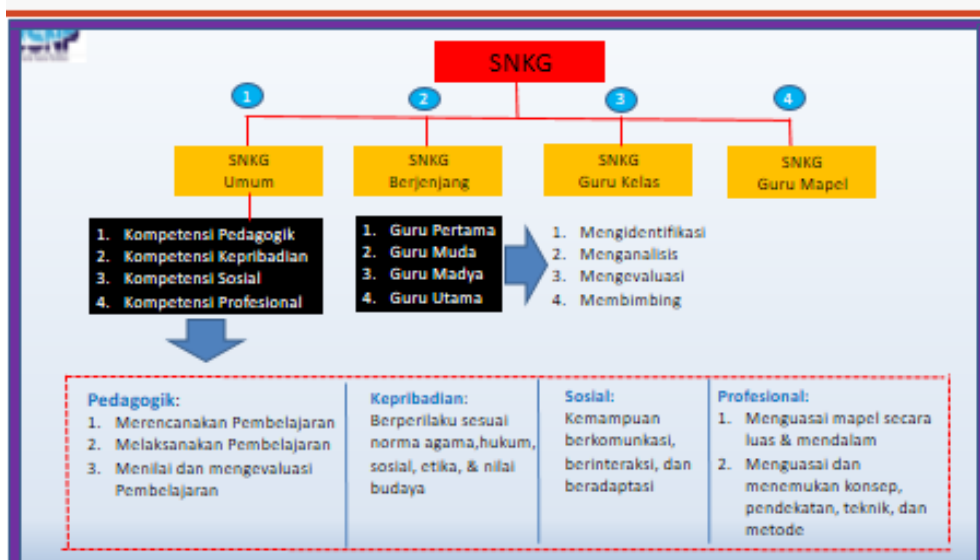 SNP
SNKG
1
2
3
4
SNKG
Umum
SNKG
Berjenjang
SNKG
Guru Kelas
SNKG
Guru Mapel
1. Kompetensi Pedagogik
2. Kompetensi Kepribadian
3. Kompetensi Sosial
4. Kompetensi Profesional
1. Guru Pertama
2. Guru Muda
3. Guru Madya
4. Guru Utama
1. Mengidentifikasi
2. Menganalisis
3. Mengevaluasi
4. Membimbing
Pedagogik:
1. Merencanakan Pembelajaran
2. Melaksanakan Pembelajaran
3. Menilai dan mengevaluasi
Pembelajaran
Kepribadian:
Berperilaku sesuai
norma agama,hukum,
sosial, etika, & nilai
budaya
Sosial:
Kemampuan
berkomunkasi,
berinteraksi, dan
beradaptasi
Profesional:
1. Menguasai mapel secara
luas & mendalam
2. Menguasai dan
menemukan konsep,
pendekatan, teknik, dan
metode